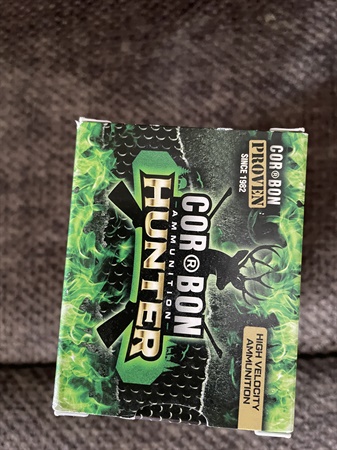 COR®BON
PROVEN
SINCE 1982
COR®BON
AMMUNITION
HUNTER
HIGH VELOCITY
AMMUNITION